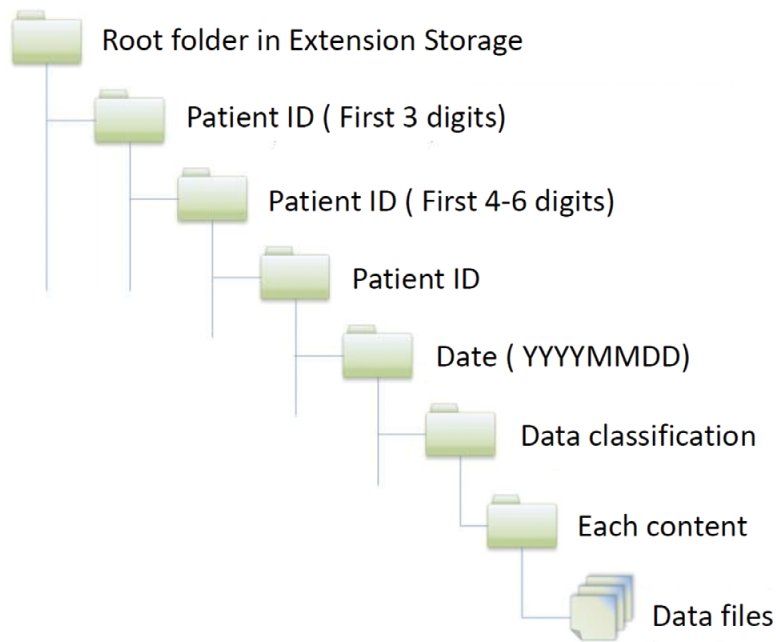 Root folder in Extension Storage
Patient ID ( First 3 digits)
Patient ID ( First 4-6 digits)
Patient ID
Date ( YYYYMMDD)
Data classification
Each content
Data files